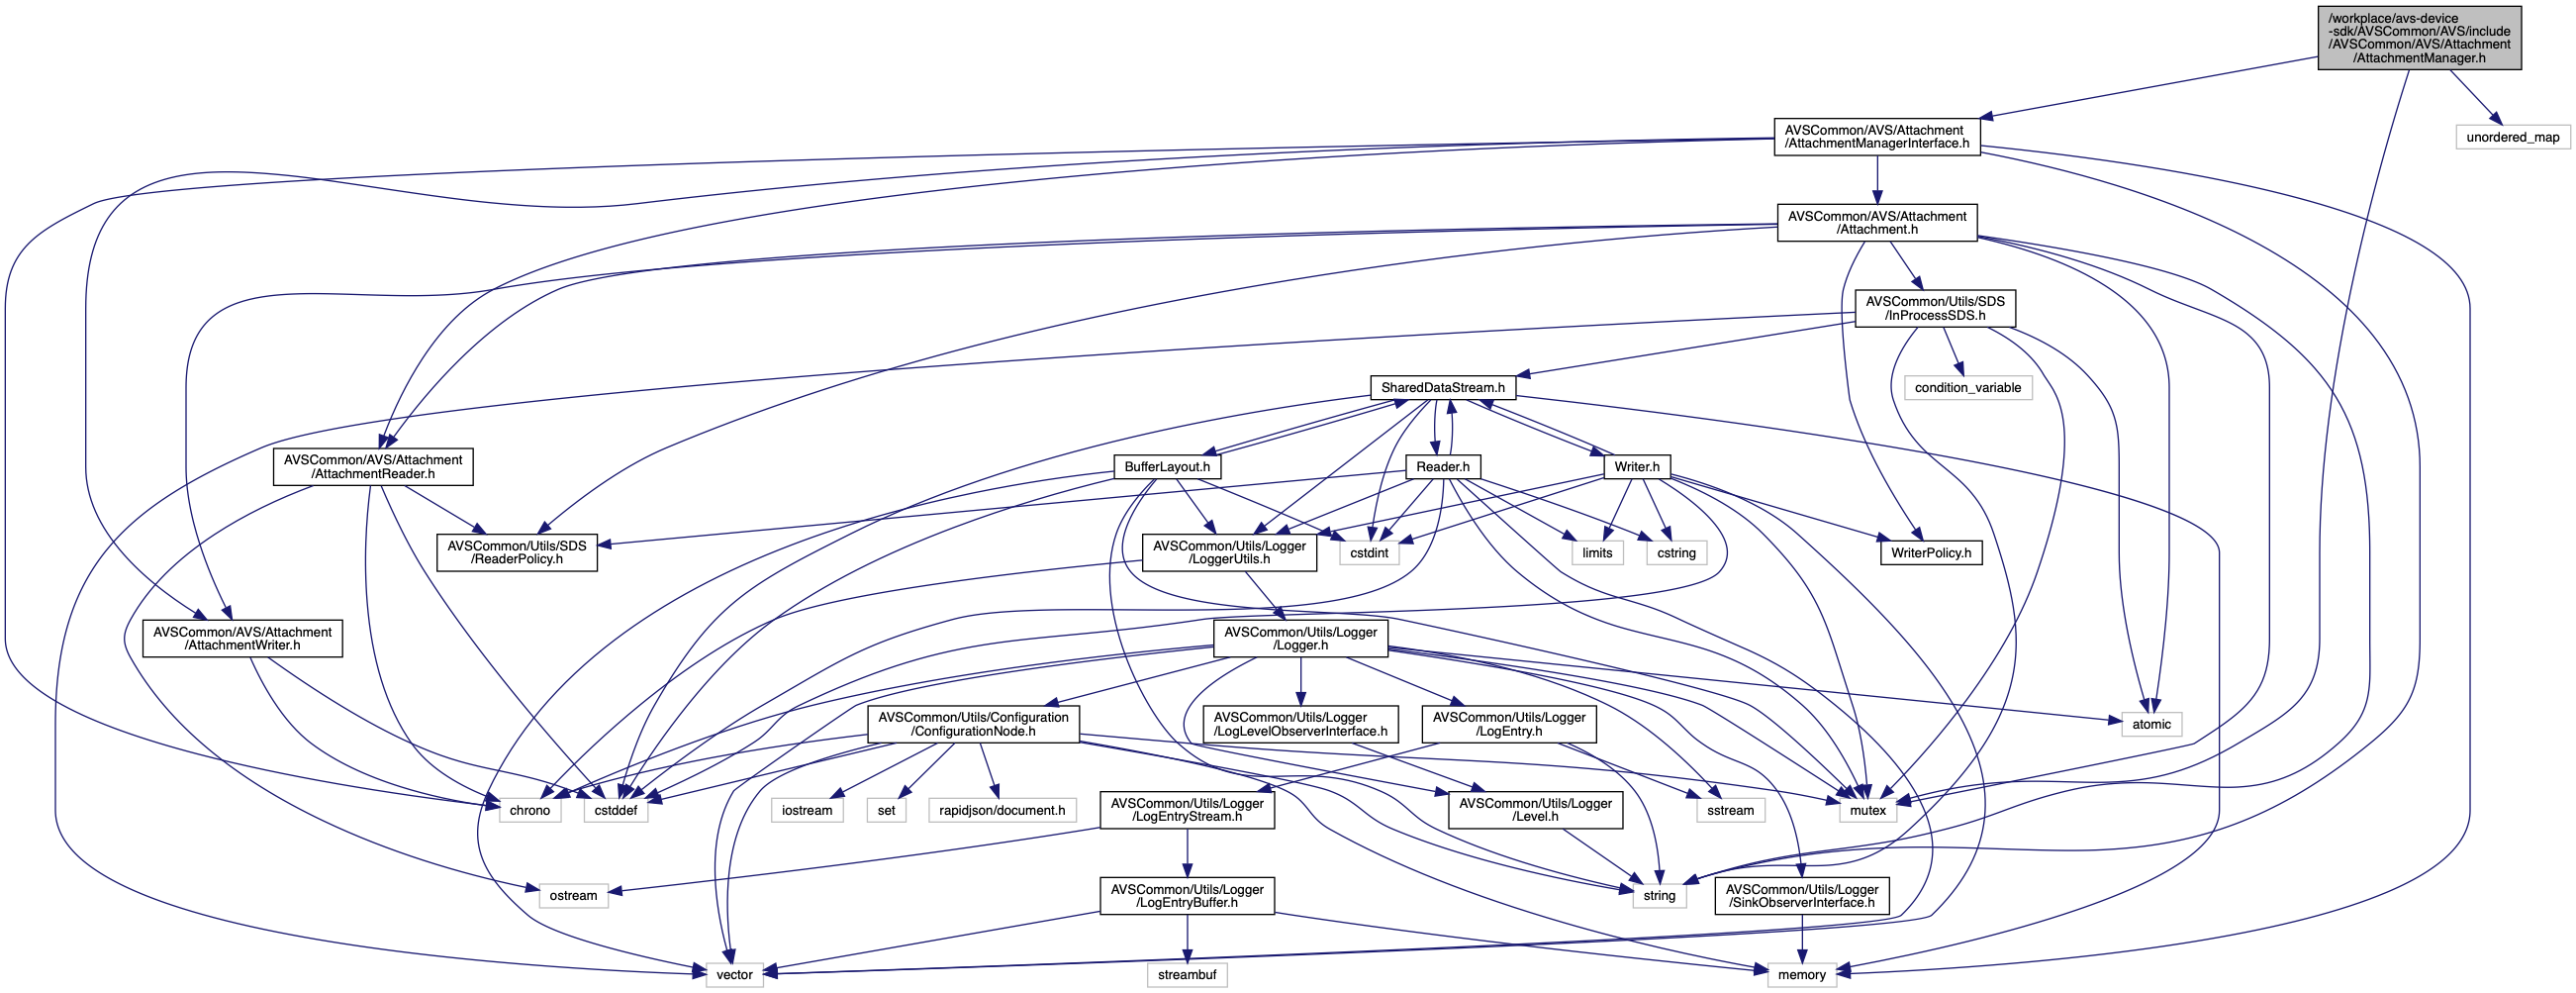 /workplace/avs-device
-sdk/AVSCommon/AVS/include
/AVSCommon/AVS/Attachment
/AttachmentManager.h
AVSCommon/AVS/Attachment
/AttachmentManagerInterface.h
unordered_map
AVSCommon/AVS/Attachment
/Attachment.h
AVSCommon/Utils/SDS
/InProcessSDS.h
SharedDataStream.h
condition_variable
AVSCommon/AVS/Attachment
/AttachmentReader.h
BufferLayout.h
Reader.h
Writer.h
AVSCommon/Utils/SDS
/ReaderPolicy.h
AVSCommon/Utils/Logger
/LoggerUtils.h
cstdint
limits
cstring
WriterPolicy.h
AVSCommon/AVS/Attachment
/AttachmentWriter.h
AVSCommon/Utils/Logger
/Logger.h
AVSCommon/Utils/Configuration
/ConfigurationNode.h
AVSCommon/Utils/Logger
/LogLevelObserverInterface.h
AVSCommon/Utils/Logger
/LogEntry.h
atomic
chrono
cstddef
iostream
set
rapidjson/document.h
AVSCommon/Utils/Logger
/LogEntryStream.h
AVSCommon/Utils/Logger
/Level.h
sstream
mutex
ostream
AVSCommon/Utils/Logger
/LogEntryBuffer.h
string
AVSCommon/Utils/Logger
/SinkObserverInterface.h
vector
streambuf
memory